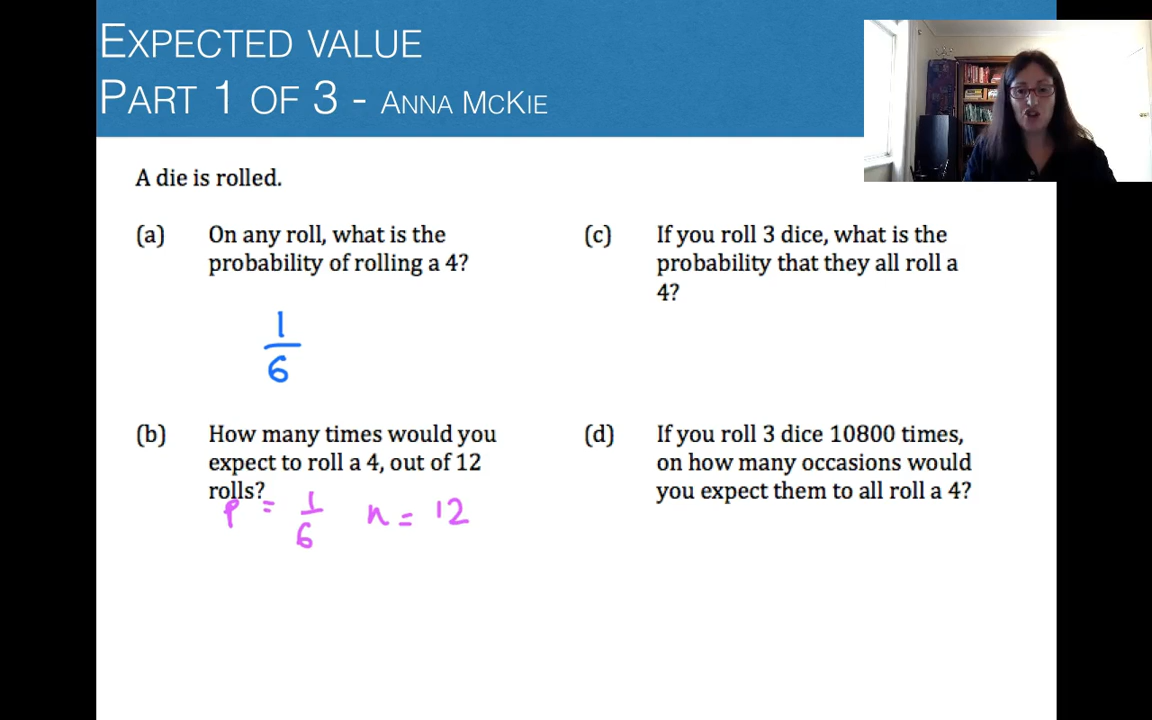 EXPECTED VALUE
PART 1 OF 3 - ANNA MCKIE
A die is rolled.
(a) On any roll, what is the
probability of rolling a 4?
1
6
(b) How many times would you
expect to roll a 4, out of 12
rolls?
P = 1/6 n = 12
(c) If you roll 3 dice, what is the
probability that they all roll a
4?
(d) If you roll 3 dice 10800 times,
on how many occasions would
you expect them to all roll a 4?